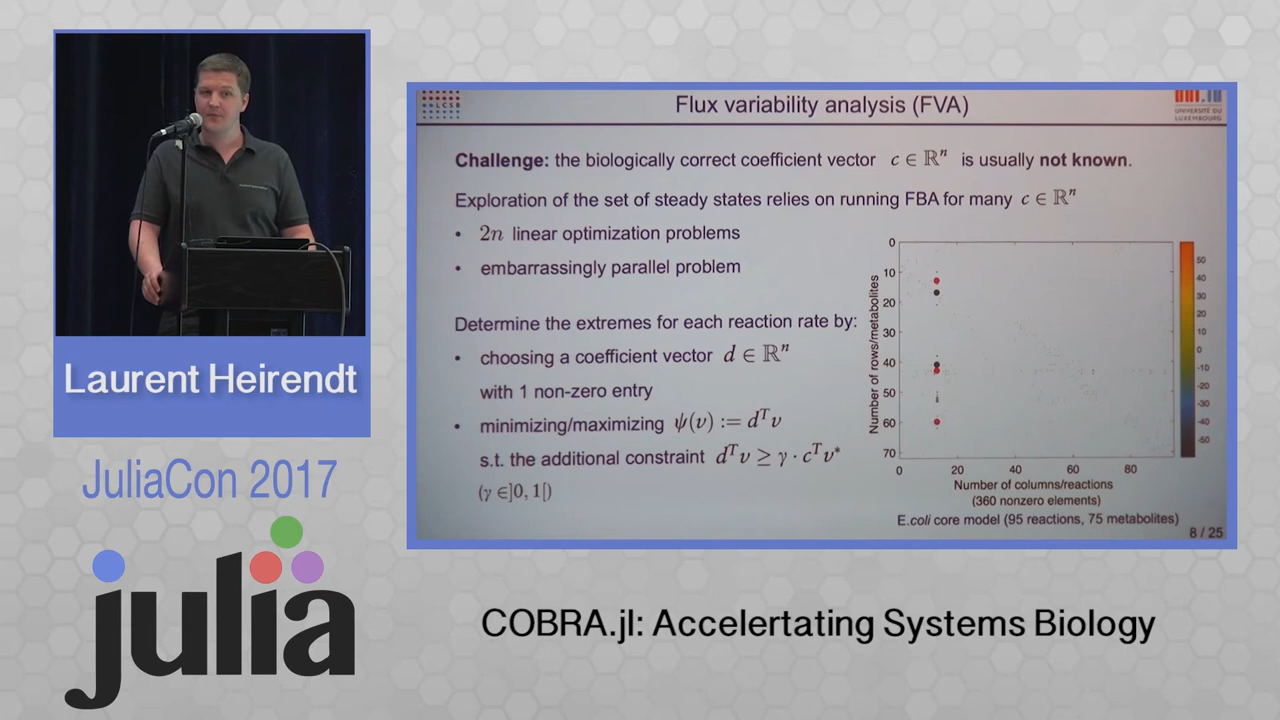 Laurent Heirendt
JuliaCon 2017
julia
LCSB
Flux variability analysis (FVA)
UNIVERSITÉ DU
LUXEMBOURG
Challenge: the biologically correct coefficient vector c ∈ ℝⁿ is usually not known.
Exploration of the set of steady states relies on running FBA for many c ∈ ℝⁿ
• 2n linear optimization problems
• embarrassingly parallel problem
Determine the extremes for each reaction rate by:
• choosing a coefficient vector d ∈ ℝⁿ
with 1 non-zero entry
• minimizing/maximizing ψ(v) := dᵀv
s.t. the additional constraint dᵀv ≥ γ · cᵀv*
(γ ∈]0, 1[)
Number of rows/metabolites
0
10
20
30
40
50
60
70
0 20 40 60 80
50
40
30
20
10
0
-10
-20
-30
-40
-50
Number of columns/reactions
(360 nonzero elements)
E.coli core model (95 reactions, 75 metabolites)
8 / 25
COBRA.jl: Accelertating Systems Biology